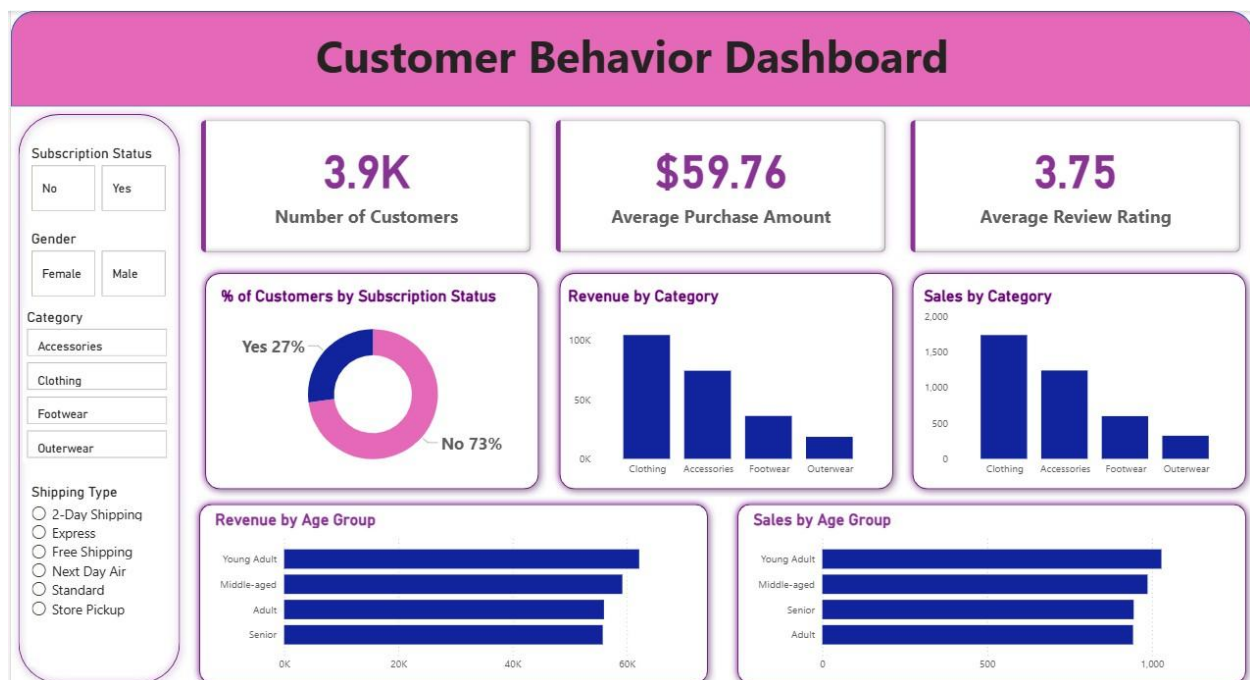 Customer Behavior Dashboard
Subscription Status
No
Yes
Gender
Female
Male
Category
Accessories
Clothing
Footwear
Outerwear
Shipping Type
2-Day Shipping
Express
Free Shipping
Next Day Air
Standard
Store Pickup
3.9K
Number of Customers
$59.76
Average Purchase Amount
3.75
Average Review Rating
% of Customers by Subscription Status
Yes 27%
No 73%
Revenue by Category
100K
50K
0K
Clothing Accessories Footwear Outerwear
Sales by Category
2,000
1,500
1,000
500
0
Clothing Accessories Footwear Outerwear
Revenue by Age Group
Young Adult
Middle-aged
Adult
Senior
0K 20K 40K 60K
Sales by Age Group
Young Adult
Middle-aged
Senior
Adult
0 500 1,000